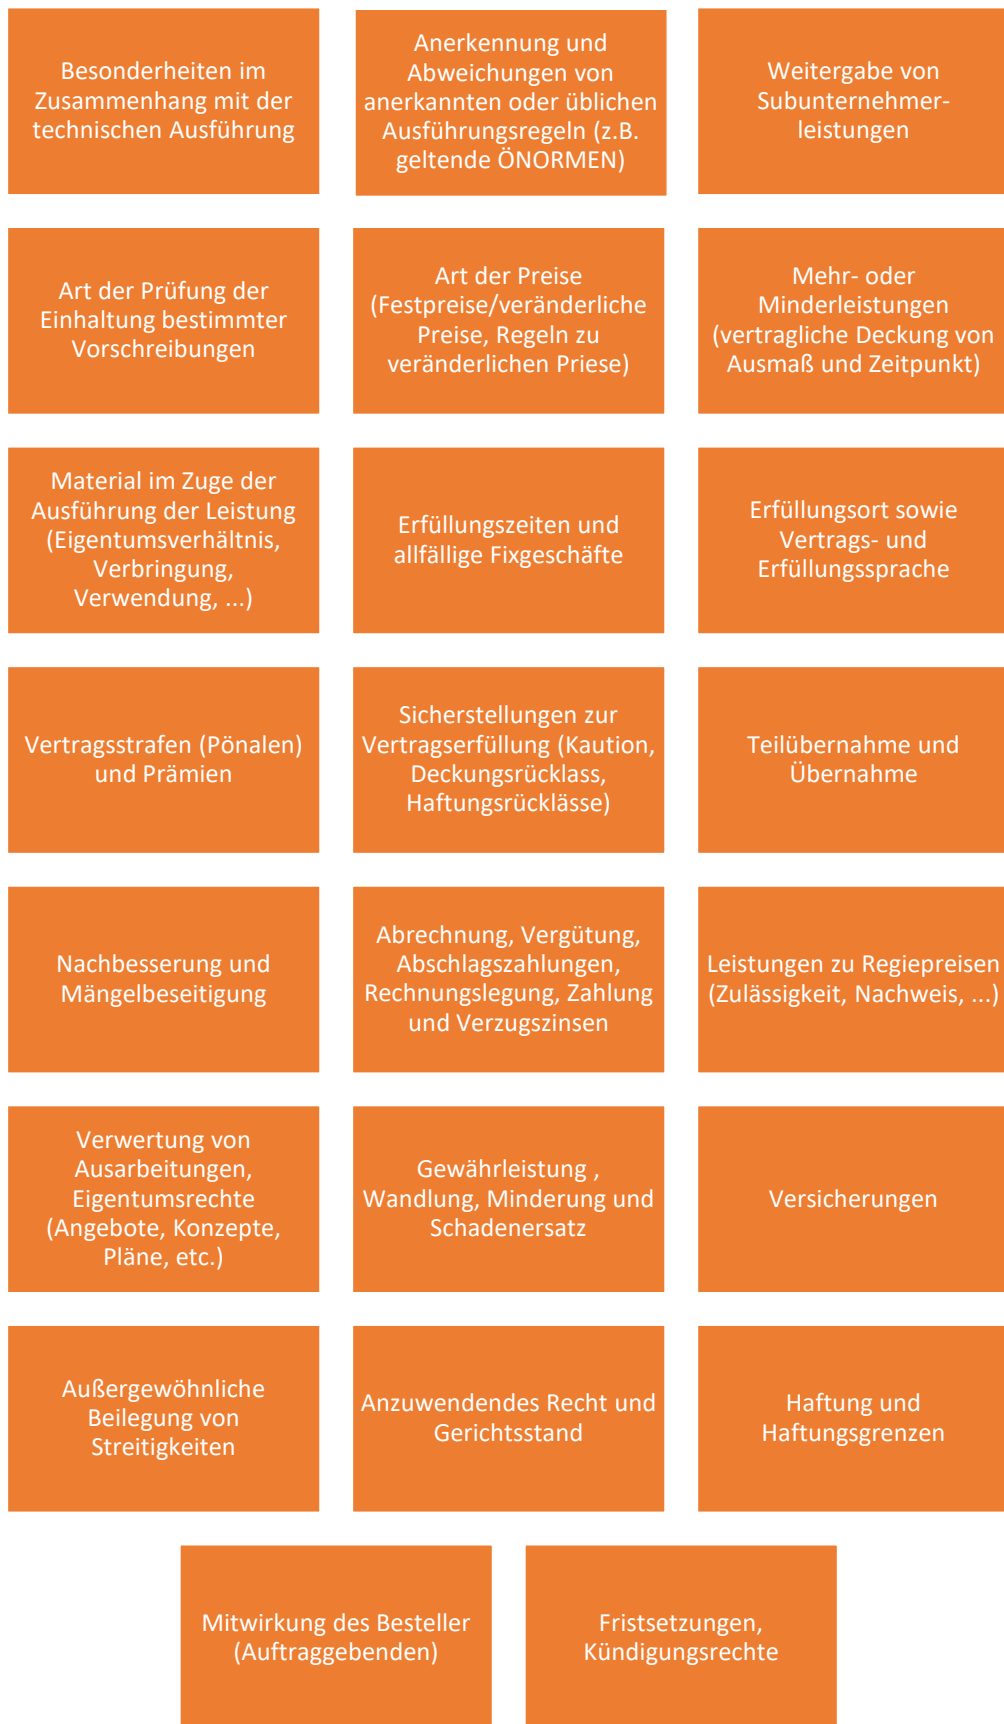 Besonderheiten im
Zusammenhang mit der
technischen Ausführung
Anerkennung und
Abweichungen von
anerkannten oder üblichen
Ausführungsregeln (z.B.
geltende ÖNORMEN)
Weitergabe von
Subunternehmer-
leistungen
Art der Prüfung der
Einhaltung bestimmter
Vorschreibungen
Art der Preise
(Festpreise/veränderliche
Preise, Regeln zu
veränderlichen Priese)
Mehr- oder
Minderleistungen
(vertragliche Deckung von
Ausmaß und Zeitpunkt)
Material im Zuge der
Ausführung der Leistung
(Eigentumsverhältnis,
Verbringung,
Verwendung, ...)
Erfüllungszeiten und
allfällige Fixgeschäfte
Erfüllungsort sowie
Vertrags- und
Erfüllungssprache
Vertragsstrafen (Pönalen)
und Prämien
Sicherstellungen zur
Vertragserfüllung (Kaution,
Deckungsrücklass,
Haftungsrücklässe)
Teilübernahme und
Übernahme
Nachbesserung und
Mängelbeseitigung
Abrechnung, Vergütung,
Abschlagszahlungen,
Rechnungslegung, Zahlung
und Verzugszinsen
Leistungen zu Regiepreisen
(Zulässigkeit, Nachweis, ...)
Verwertung von
Ausarbeitungen,
Eigentumsrechte
(Angebote, Konzepte,
Pläne, etc.)
Gewährleistung ,
Wandlung, Minderung und
Schadenersatz
Versicherungen
Außergewöhnliche
Beilegung von
Streitigkeiten
Anzuwendendes Recht und
Gerichtsstand
Haftung und
Haftungsgrenzen
Mitwirkung des Besteller
(Auftraggebenden)
Fristsetzungen,
Kündigungsrechte